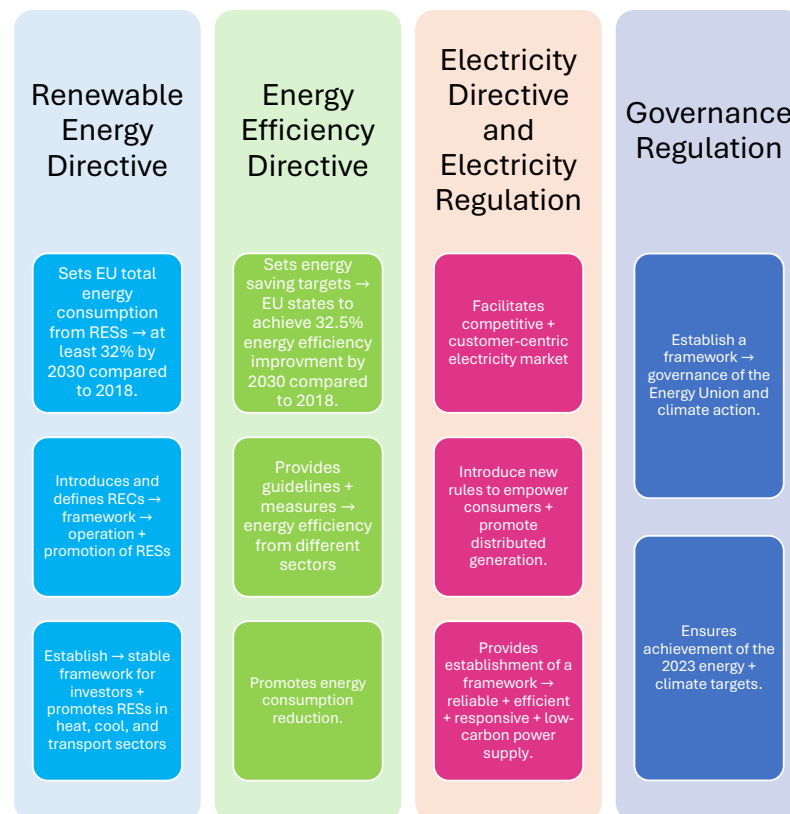 Renewable
Energy
Directive
Sets EU total
energy
consumption
from RESs → at
least 32% by
2030 compared
to 2018.
Introduces and
defines RECs →
framework →
operation +
promotion of RESs
Establish → stable
framework for
investors +
promotes RESs in
heat, cool, and
transport sectors
Energy
Efficiency
Directive
Sets energy
saving targets →
EU states to
achieve 32.5%
energy efficiency
improvment by
2030 compared
to 2018.
Provides
guidelines +
measures →
energy efficiency
from different
sectors
Promotes energy
consumption
reduction.
Electricity
Directive
and
Electricity
Regulation
Facilitates
competitive +
customer-centric
electricity market
Introduce new
rules to empower
consumers +
promote
distributed
generation.
Provides
establishment of a
framework →
reliable + efficient
+ responsive + low-
carbon power
supply.
Governance
Regulation
Establish a
framework →
governance of the
Energy Union and
climate action.
Ensures
achievement of the
2023 energy +
climate targets.